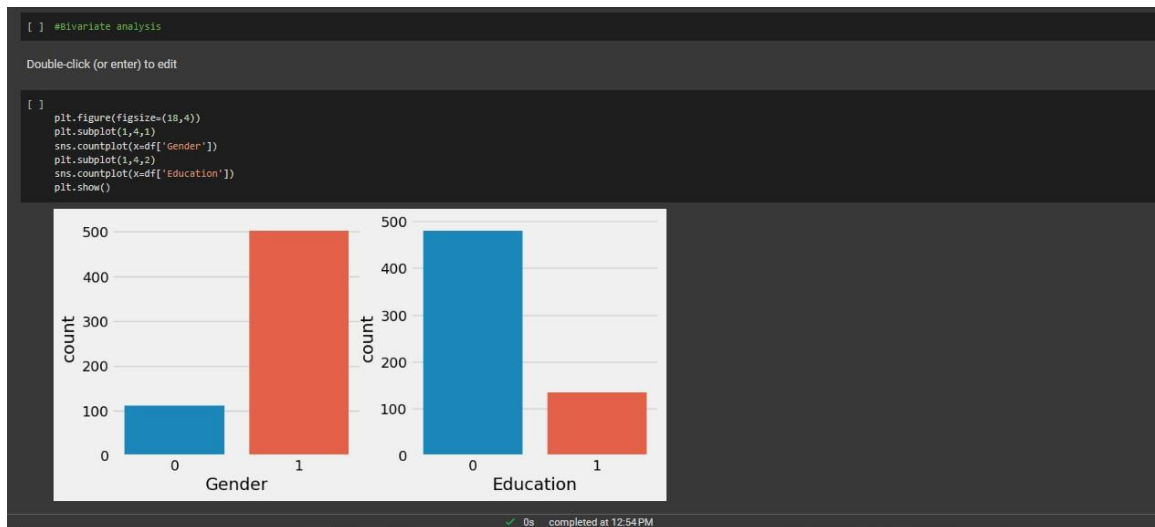 [ ] #Bivariate analysis
Double-click (or enter) to edit
[ ]
plt.figure(figsize=(18,4))
plt.subplot(1,4,1)
sns.countplot(x=df['Gender'])
plt.subplot(1,4,2)
sns.countplot(x=df['Education'])
plt.show()
500
400
300
200
100
0
count
0 1
Gender
500
400
300
200
100
0
count
0 1
Education
✓ 0s completed at 12:54 PM